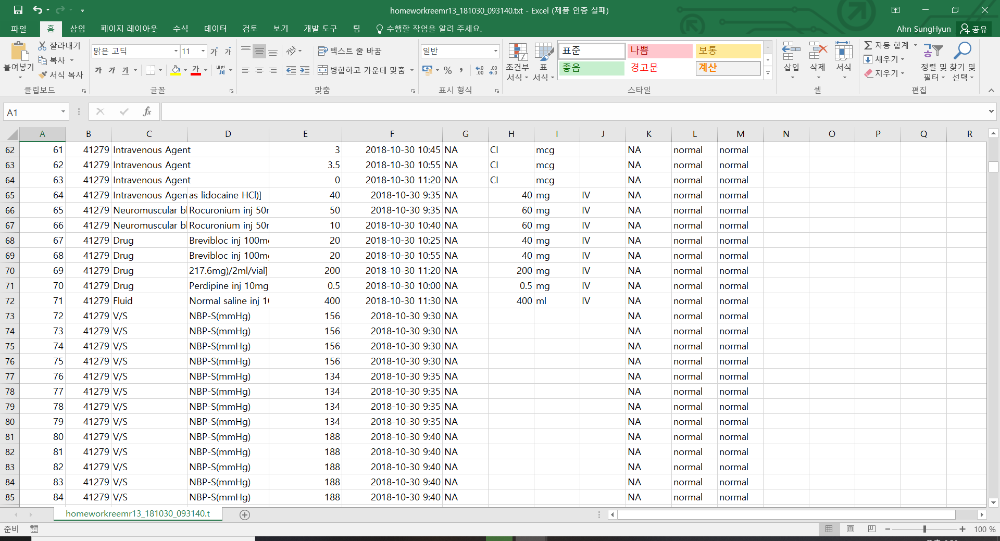 homeworkreemr13_181030_093140.txt - Excel (제품 인증 실패)
파일 홈 삽입 페이지 레이아웃 수식 데이터 검토 보기 개발 도구 팀 수행할 작업을 알려 주세요. Ahn SungHyun 공유
붙여넣기 잘라내기 복사 서식 복사 클립보드
맑은 고딕 11 가 가 가 가 가 가 내천 글꼴
텍스트 줄 바꿈 병합하고 가운데 맞춤 맞춤
일반 % , .00 .00 표시 형식
조건부 서식 표 서식 표준 나쁨 보통 좋음 경고문 계산 스타일
삽입 삭제 서식 셀
자동 합계 채우기 지우기 정렬 및 필터 찾기 및 선택 편집
A1 fx
A B C D E F G H I J K L M N O P Q R
62 61 41279 Intravenous Agent 3 2018-10-30 10:45 NA CI mcg NA normal normal
63 62 41279 Intravenous Agent 3.5 2018-10-30 10:55 NA CI mcg NA normal normal
64 63 41279 Intravenous Agent 0 2018-10-30 11:20 NA CI mcg NA normal normal
65 64 41279 Intravenous Agen as lidocaine HCl)] 40 2018-10-30 9:35 NA 40 mg IV NA normal normal
66 65 41279 Neuromuscular bl Rocuronium inj 50m 50 2018-10-30 9:35 NA 60 mg IV NA normal normal
67 66 41279 Neuromuscular bl Rocuronium inj 50m 10 2018-10-30 10:40 NA 60 mg IV NA normal normal
68 67 41279 Drug Brevibloc inj 100mg 20 2018-10-30 10:25 NA 40 mg IV NA normal normal
69 68 41279 Drug Brevibloc inj 100mg 20 2018-10-30 10:55 NA 40 mg IV NA normal normal
70 69 41279 Drug 217.6mg)/2ml/vial] 200 2018-10-30 11:20 NA 200 mg IV NA normal normal
71 70 41279 Drug Perdipine inj 10mg 0.5 2018-10-30 10:00 NA 0.5 mg IV NA normal normal
72 71 41279 Fluid Normal saline inj 10 400 2018-10-30 11:30 NA 400 ml IV NA normal normal
73 72 41279 V/S NBP-S(mmHg) 156 2018-10-30 9:30 NA NA normal normal
74 73 41279 V/S NBP-S(mmHg) 156 2018-10-30 9:30 NA NA normal normal
75 74 41279 V/S NBP-S(mmHg) 156 2018-10-30 9:30 NA NA normal normal
76 75 41279 V/S NBP-S(mmHg) 156 2018-10-30 9:30 NA NA normal normal
77 76 41279 V/S NBP-S(mmHg) 134 2018-10-30 9:35 NA NA normal normal
78 77 41279 V/S NBP-S(mmHg) 134 2018-10-30 9:35 NA NA normal normal
79 78 41279 V/S NBP-S(mmHg) 134 2018-10-30 9:35 NA NA normal normal
80 79 41279 V/S NBP-S(mmHg) 134 2018-10-30 9:35 NA NA normal normal
81 80 41279 V/S NBP-S(mmHg) 188 2018-10-30 9:40 NA NA normal normal
82 81 41279 V/S NBP-S(mmHg) 188 2018-10-30 9:40 NA NA normal normal
83 82 41279 V/S NBP-S(mmHg) 188 2018-10-30 9:40 NA NA normal normal
84 83 41279 V/S NBP-S(mmHg) 188 2018-10-30 9:40 NA NA normal normal
85 84 41279 V/S NBP-S(mmHg) 188 2018-10-30 9:40 NA NA normal normal
homeworkreemr13_181030_093140.t
준비 100 %